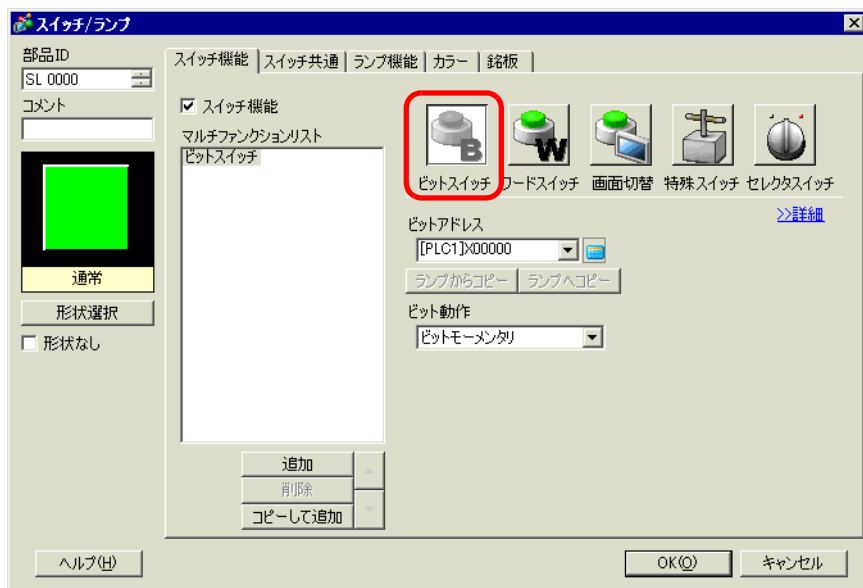 スイッチ/ランプ
部品ID
SL 0000
コメント
通常
形状選択
形状なし
スイッチ機能
スイッチ共通
ランプ機能
カラー
銘板
スイッチ機能
マルチファンクションリスト
ビットスイッチ
追加
削除
コピーして追加
B
W
ビットスイッチ
ワードスイッチ
画面切替
特殊スイッチ
セレクタスイッチ
>>詳細
ビットアドレス
[PLC1]X00000
ランプからコピー
ランプへコピー
ビット動作
ビットモーメンタリ
ヘルプ(H)
OK(O)
キャンセル